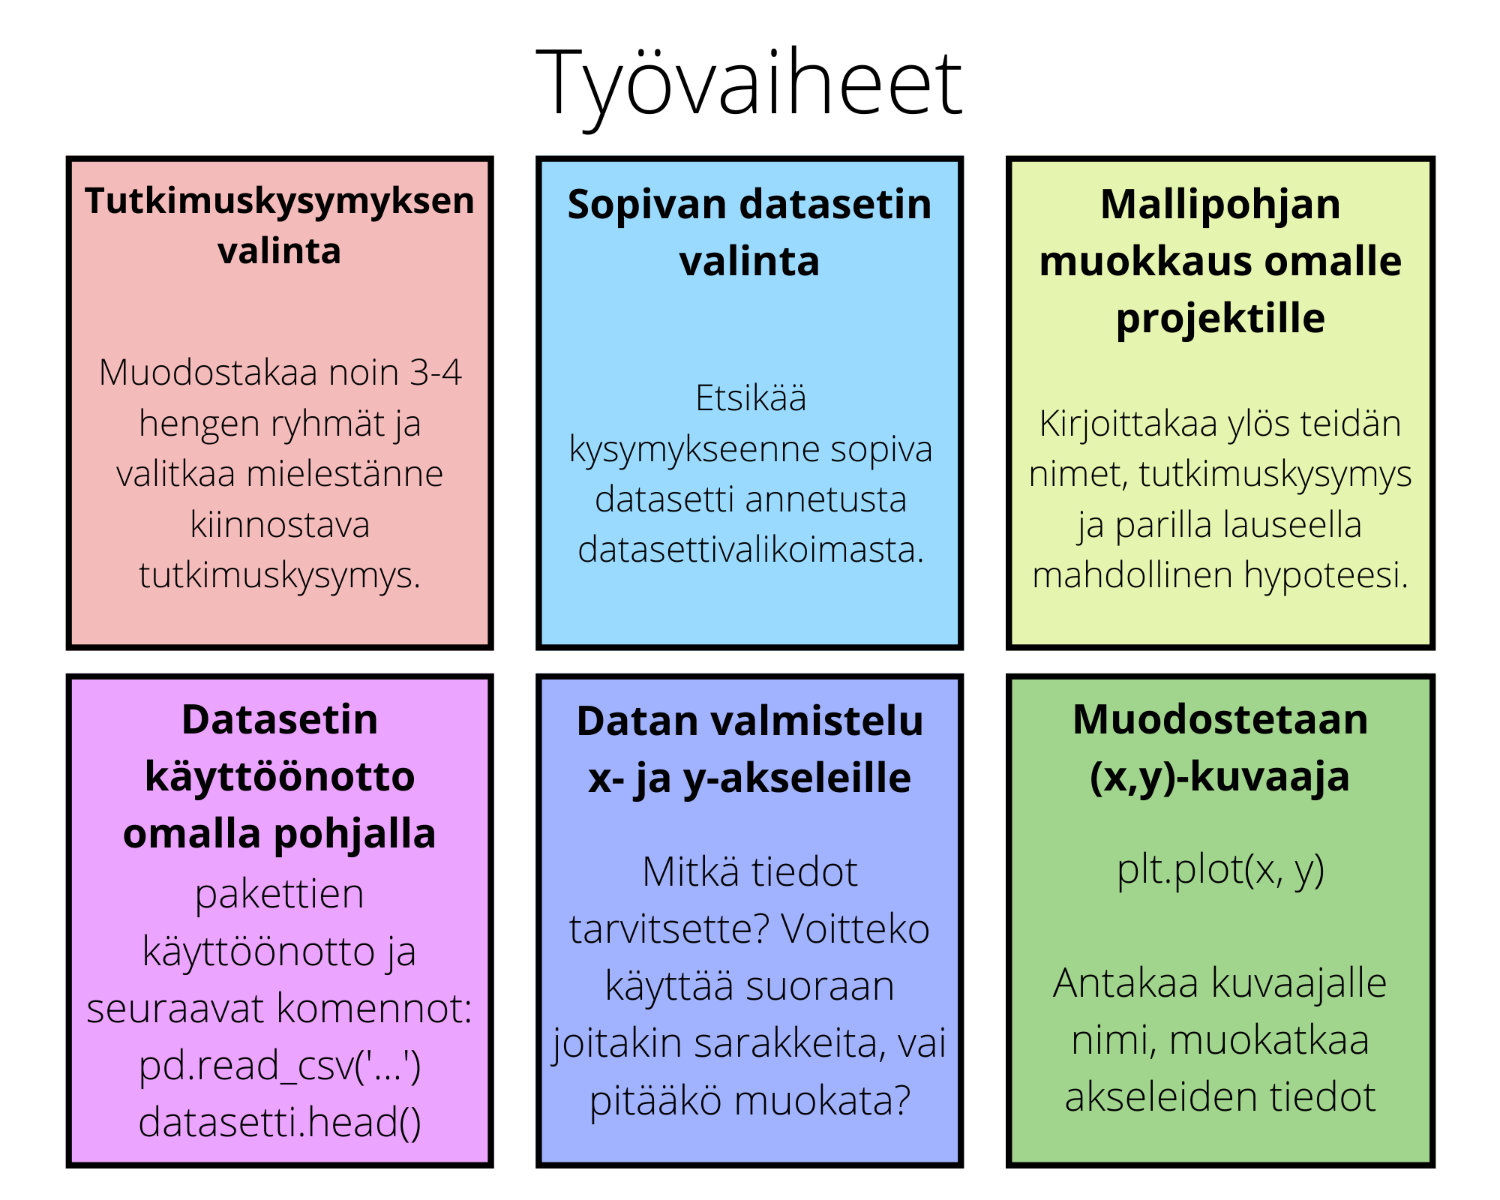 Työvaiheet
Tutkimuskysymyksen
valinta
Muodostakaa noin 3-4
hengen ryhmät ja
valitkaa mielestänne
kiinnostava
tutkimuskysymys.
Sopivan datasetin
valinta
Etsikää
kysymykseenne sopiva
datasetti annetusta
datasettivalikoimasta.
Mallipohjan
muokkaus omalle
projektille
Kirjoittakaa ylös teidän
nimet, tutkimuskysymys
ja parilla lauseella
mahdollinen hypoteesi.
Datasetin
käyttöönotto
omalla pohjalla
pakettien
käyttöönotto ja
seuraavat komennot:
pd.read_csv('...')
datasetti.head()
Datan valmistelu
x- ja y-akseleille
Mitkä tiedot
tarvitsette? Voitteko
käyttää suoraan
joitakin sarakkeita, vai
pitääkö muokata?
Muodostetaan
(x,y)-kuvaaja
plt.plot(x, y)
Antakaa kuvaajalle
nimi, muokatkaa
akseleiden tiedot